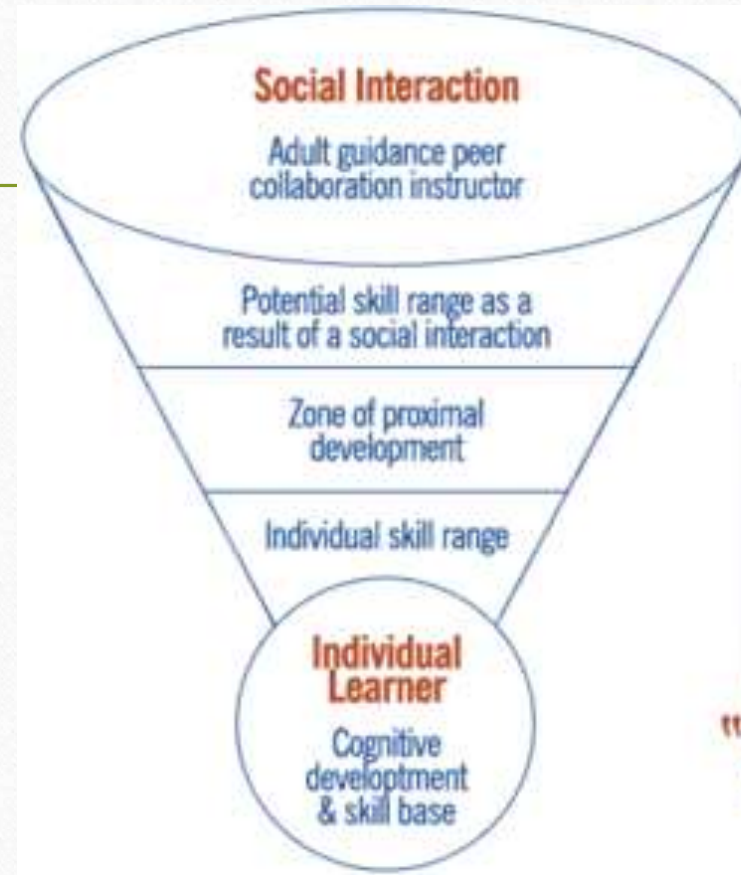 Social Interaction
Adult guidance peer
collaboration instructor
Potential skill range as a
result of a social interaction
Zone of proximal
development
Individual skill range
Individual
Learner
Cognitive
developtment
& skill base
"